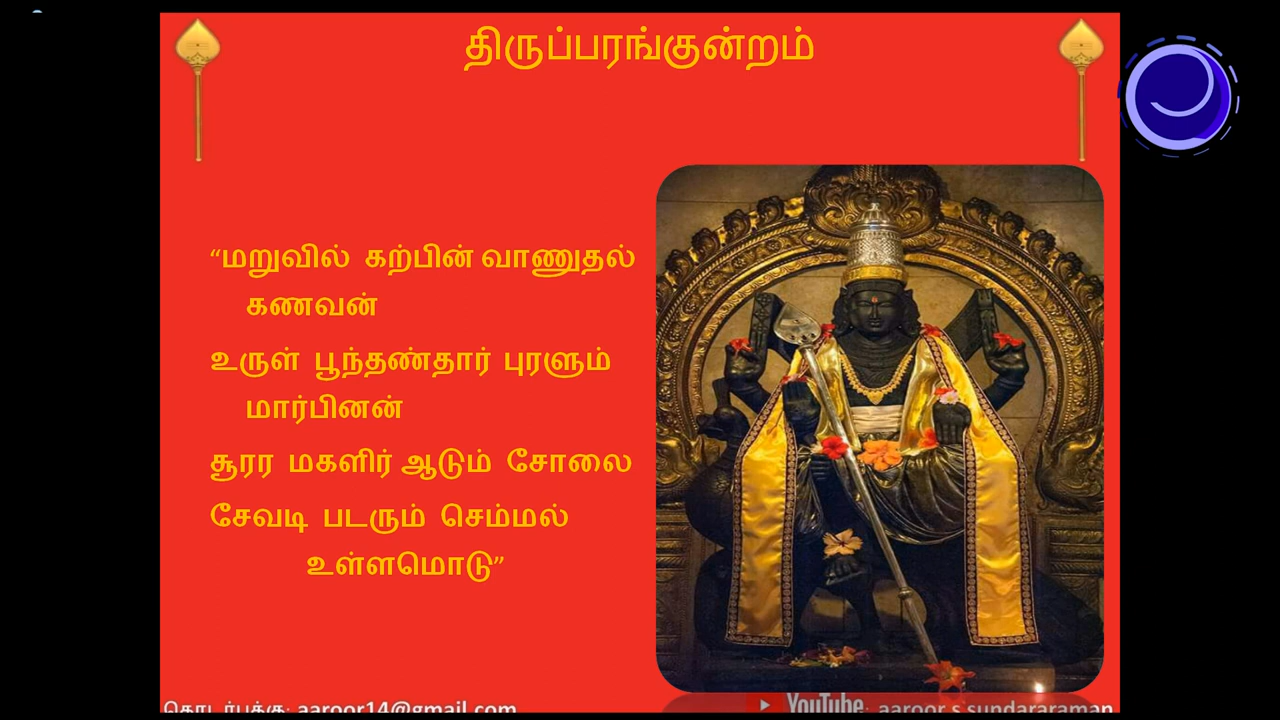 திருப்பரங்குன்றம்
“மறுவில் கற்பின் வாணுதல்
கணவன்
உருள் பூந்தண்தார் புரளும்
மார்பினன்
சூரர மகளிர் ஆடும் சோலை
சேவடி படரும் செம்மல்
உள்ளமொடு”
தொடர்புக்கு: aaroor14@gmail.com
YouTube: aaroor s sundararaman